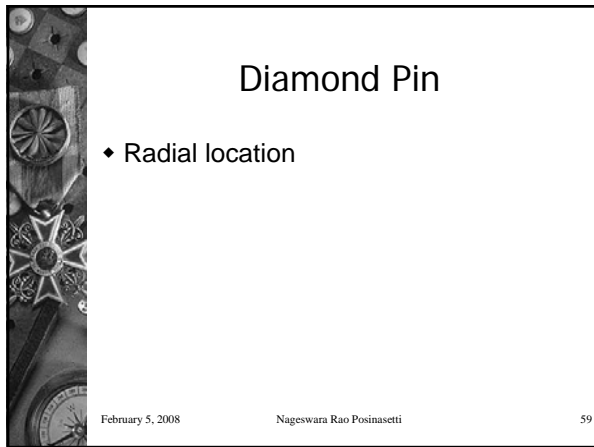 Diamond Pin
◆ Radial location
February 5, 2008 Nageswara Rao Posinasetti 59